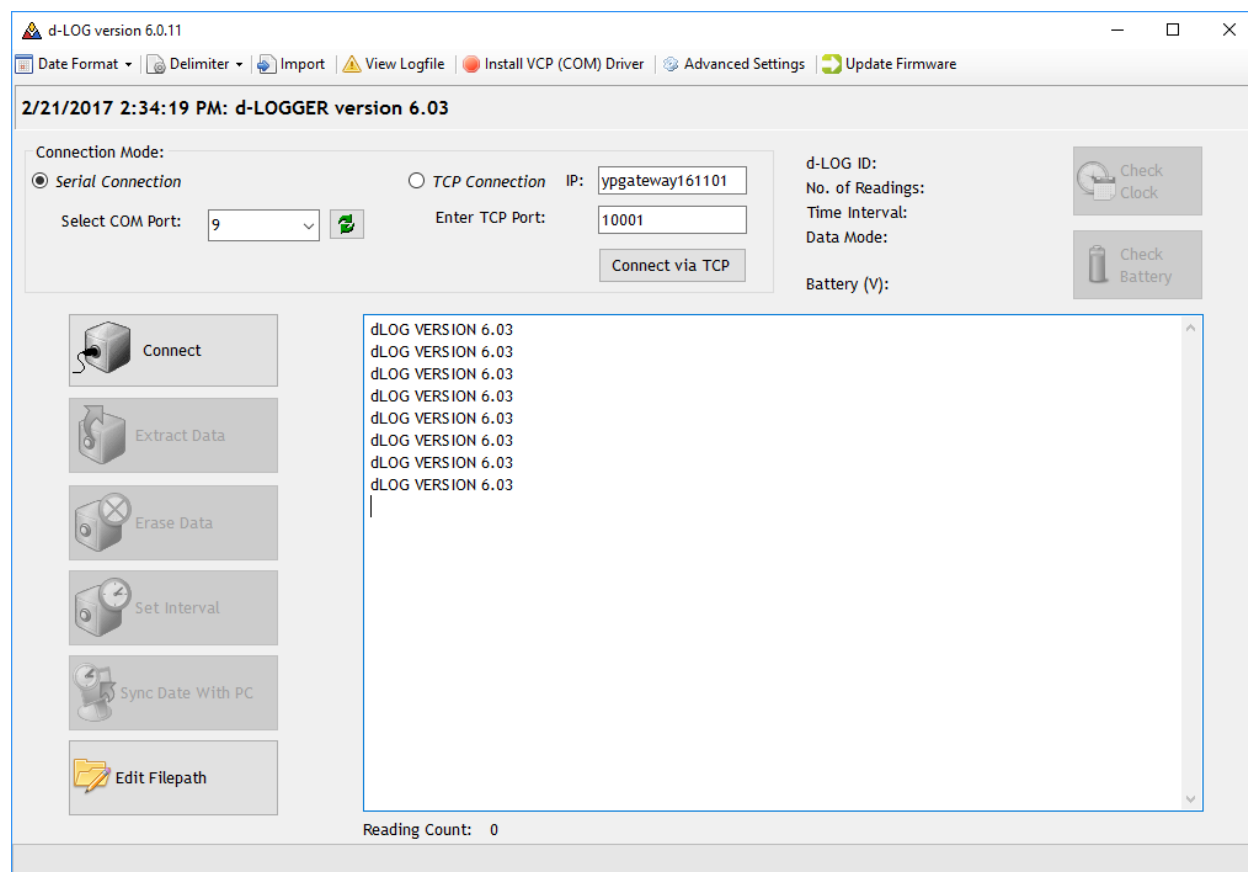 d-LOG version 6.0.11
Date Format Delimiter Import View Logfile Install VCP (COM) Driver Advanced Settings Update Firmware
2/21/2017 2:34:19 PM: d-LOGGER version 6.03
Connection Mode:
Serial Connection
Select COM Port: 9
TCP Connection IP: ypgateway161101
Enter TCP Port: 10001
Connect via TCP
d-LOG ID:
No. of Readings:
Time Interval:
Data Mode:
Battery (V):
Check
Clock
Check
Battery
Connect
Extract Data
Erase Data
Set Interval
Sync Date With PC
Edit Filepath
dLOG VERSION 6.03
dLOG VERSION 6.03
dLOG VERSION 6.03
dLOG VERSION 6.03
dLOG VERSION 6.03
dLOG VERSION 6.03
dLOG VERSION 6.03
dLOG VERSION 6.03
Reading Count: 0